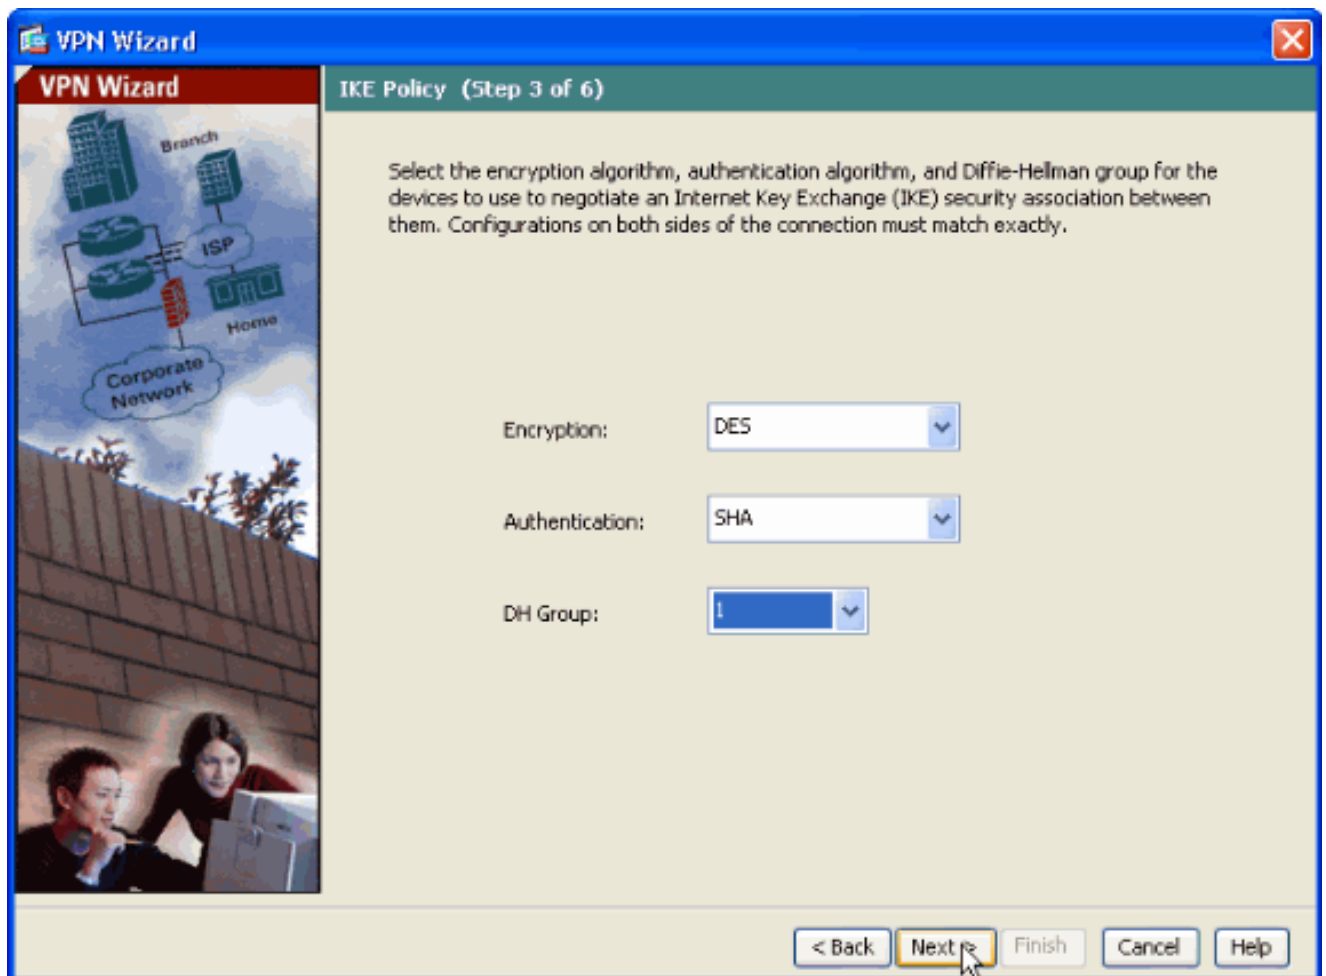 VPN Wizard
VPN Wizard
IKE Policy (Step 3 of 6)
Branch
ISP
Home
Corporate
Network
Select the encryption algorithm, authentication algorithm, and Diffie-Hellman group for the
devices to use to negotiate an Internet Key Exchange (IKE) security association between
them. Configurations on both sides of the connection must match exactly.
Encryption: DES
Authentication: SHA
DH Group: 1
< Back Next > Finish Cancel Help